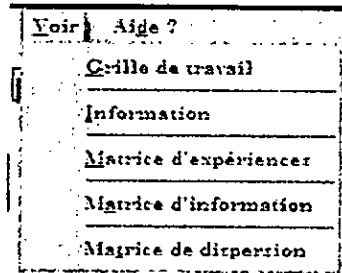 Voir Aide ?
Grille de travail
Information
Matrice d'expériences
Matrice d'information
Matrice de dispersion